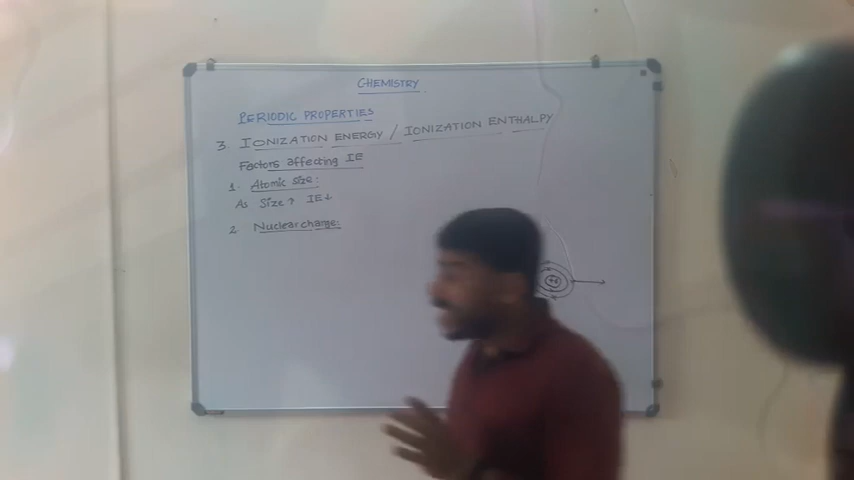 CHEMISTRY
PERIODIC PROPERTIES
3. IONIZATION ENERGY / IONIZATION ENTHALPY
Factors affecting IE
1. Atomic size:
As Size ↑ IE↓
2. Nuclear charge: